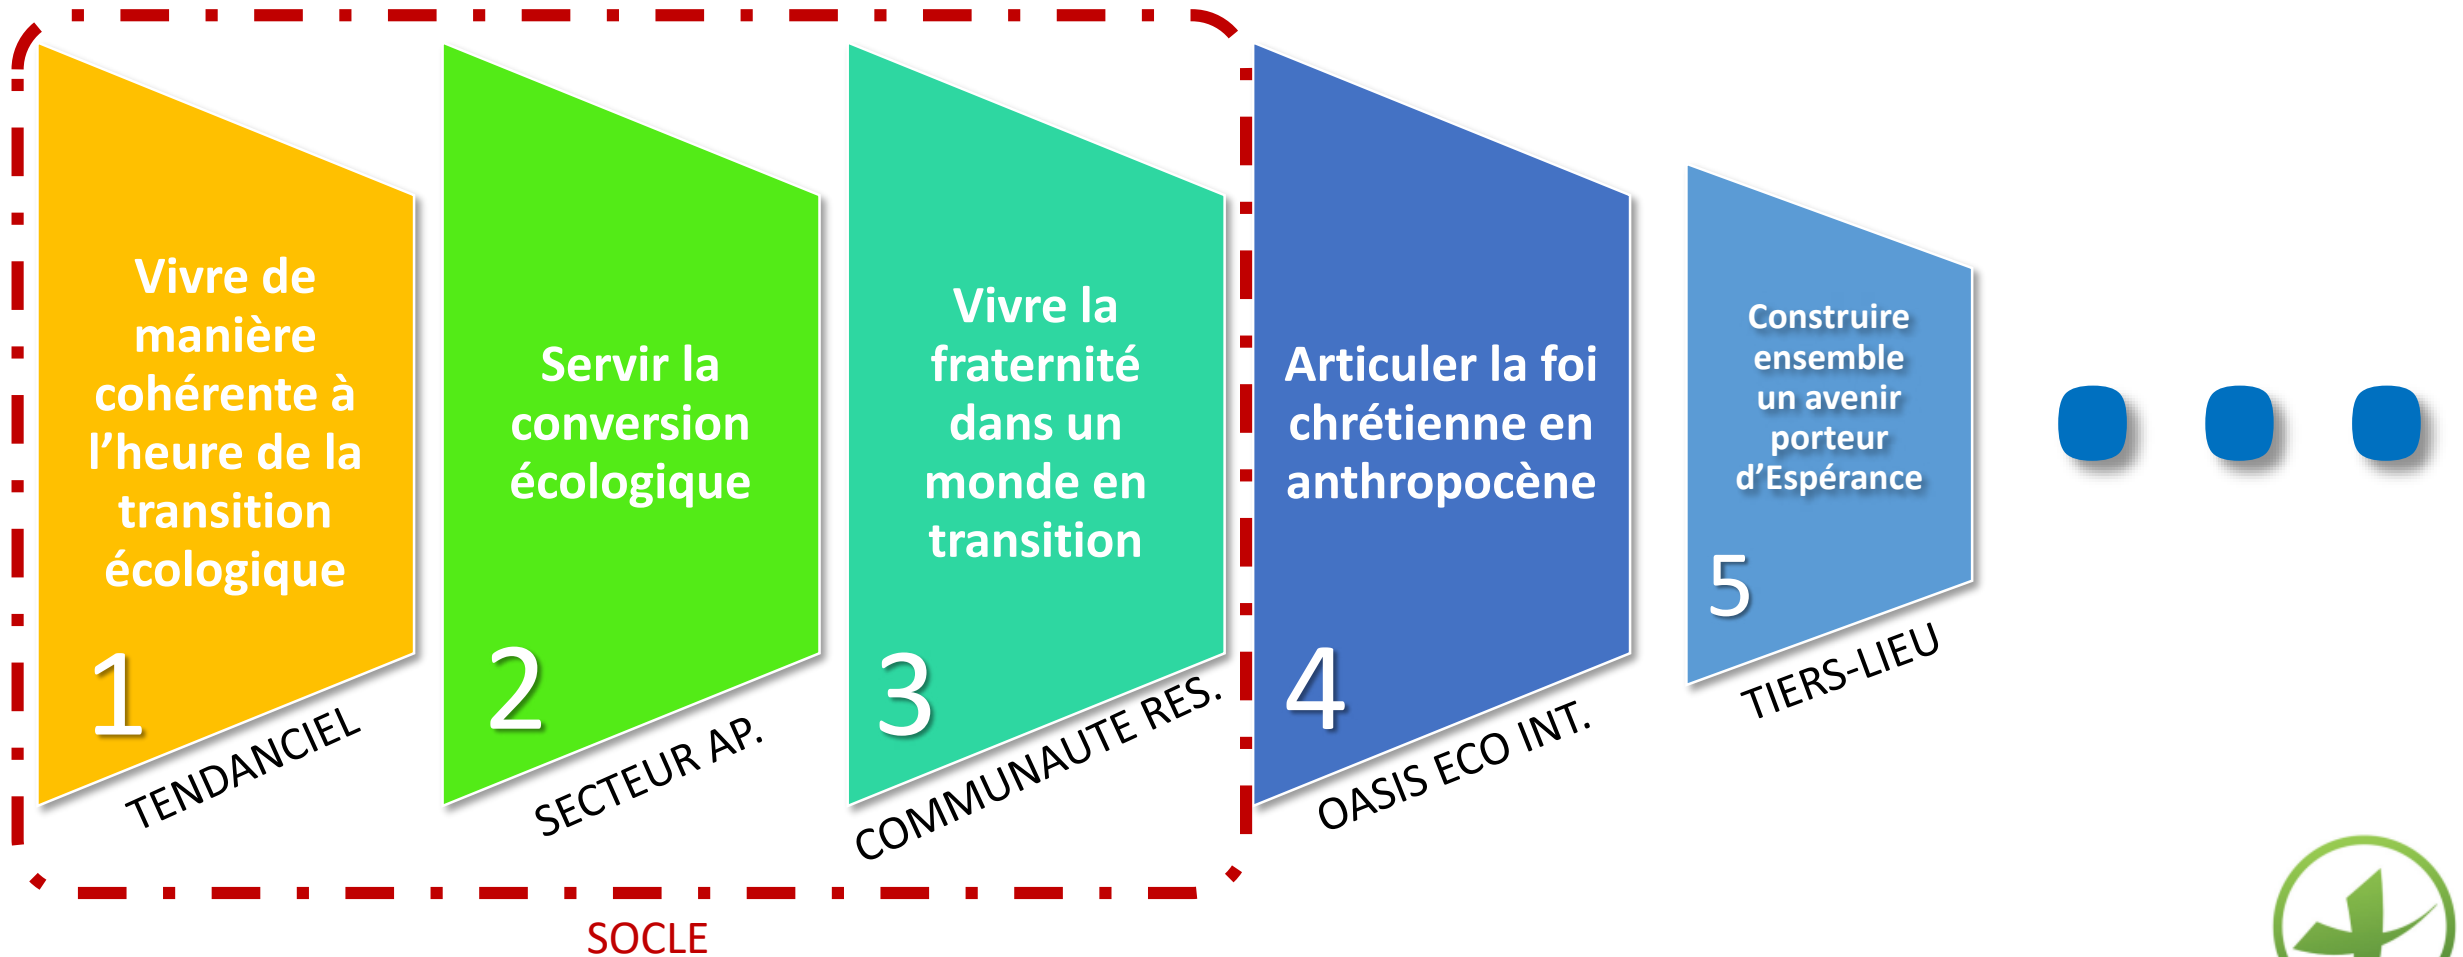 Vivre de
manière
cohérente à
l’heure de la
transition
écologique
1
TENDANCIEL
Servir la
conversion
écologique
2
SECTEUR AP.
Vivre la
fraternité
dans un
monde en
transition
3
COMMUNAUTE RES.
Articuler la foi
chrétienne en
anthropocène
4
OASIS ECO INT.
Construire
ensemble
un avenir
porteur
d’Espérance
5
TIERS-LIEU
SOCLE